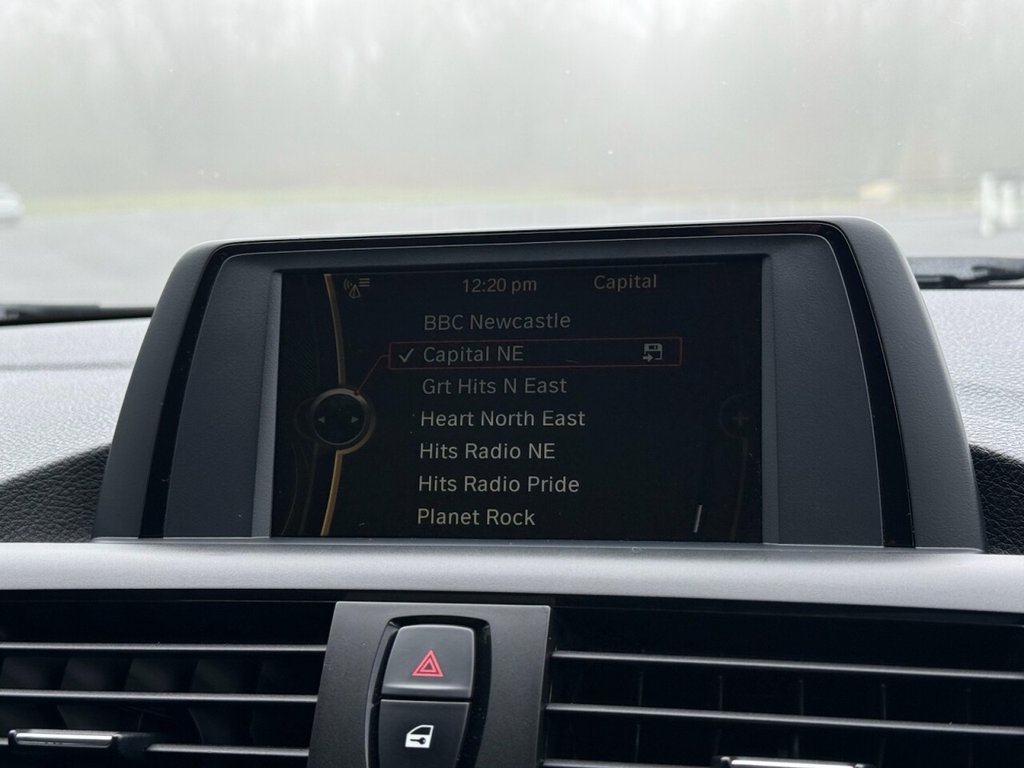 12:20 pm Capital
BBC Newcastle
Capital NE
Grt Hits N East
Heart North East
Hits Radio NE
Hits Radio Pride
Planet Rock